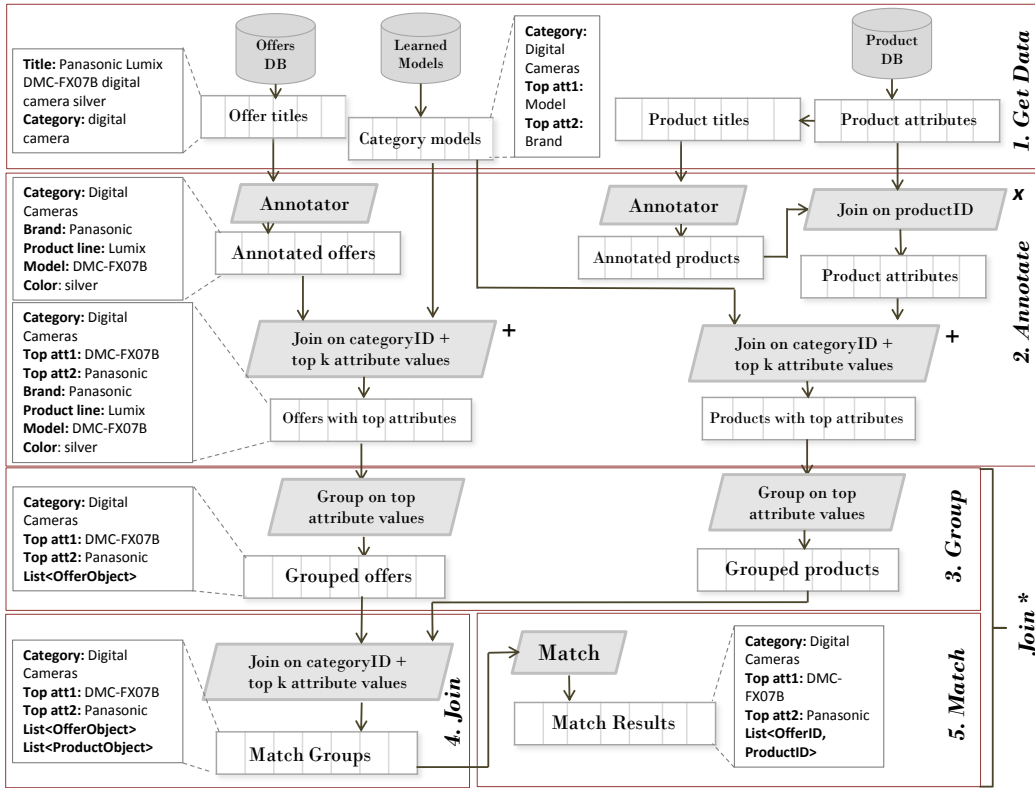 Offers
DB
Learned
Models
Category:
Digital
Cameras
Top att1:
Model
Top att2:
Brand
Product
DB
Title: Panasonic Lumix
DMC-FX07B digital
camera silver
Category: digital
camera
Offer titles
Category models
Product titles
Product attributes
1. Get Data
Category: Digital
Cameras
Brand: Panasonic
Product line: Lumix
Model: DMC-FX07B
Color: silver
Annotator
Annotated offers
Annotator
Annotated products
Join on productID
x
Product attributes
Category: Digital
Cameras
Top att1: DMC-FX07B
Top att2: Panasonic
Brand: Panasonic
Product line: Lumix
Model: DMC-FX07B
Color: silver
Join on categoryID +
top k attribute values
+
Offers with top attributes
Join on categoryID +
top k attribute values
+
Products with top attributes
2. Annotate
Category: Digital
Cameras
Top att1: DMC-FX07B
Top att2: Panasonic
List<OfferObject>
Group on top
attribute values
Grouped offers
Group on top
attribute values
Grouped products
3. Group
Category: Digital
Cameras
Top att1: DMC-FX07B
Top att2: Panasonic
List<OfferObject>
List<ProductObject>
Join on categoryID +
top k attribute values
Match Groups
4. Join
Match
Match Results
Category: Digital
Cameras
Top att1: DMC-
FX07B
Top att2: Panasonic
List<OfferID,
ProductID>
5. Match
Join *